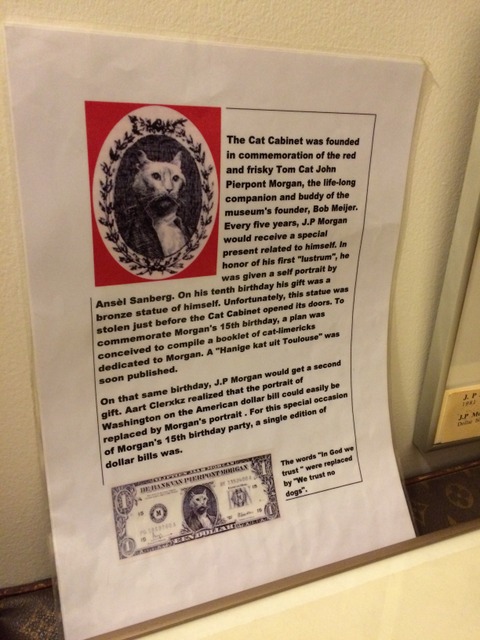 The Cat Cabinet was founded
in commemoration of the red
and frisky Tom Cat John
Pierpont Morgan, the life-long
companion and buddy of the
museum's founder, Bob Meijer.
Every five years, J.P Morgan
would receive a special
present related to himself. In
honor of his first "lustrum", he
was given a self portrait by
Ansèl Sanberg. On his tenth birthday his gift was a
bronze statue of himself. Unfortunately, this statue was
stolen just before the Cat Cabinet opened its doors. To
commemorate Morgan's 15th birthday, a plan was
conceived to compile a booklet of cat-limericks
dedicated to Morgan. A "Hanige kat uit Toulouse" was
soon published.
On that same birthday, J.P Morgan would get a second
gift. Aart Clerxkz realized that the portrait of
Washington on the American dollar bill could easily be
replaced by Morgan's portrait . For this special occasion
of Morgan's 15th birthday party, a single edition of
dollar bills was.
The words "In God we
trust " were replaced
by "We trust no
dogs".
DE BANK VAN PIERPONT MORGAN
EEN DOLLAR
J. P
J.P M
Dollar